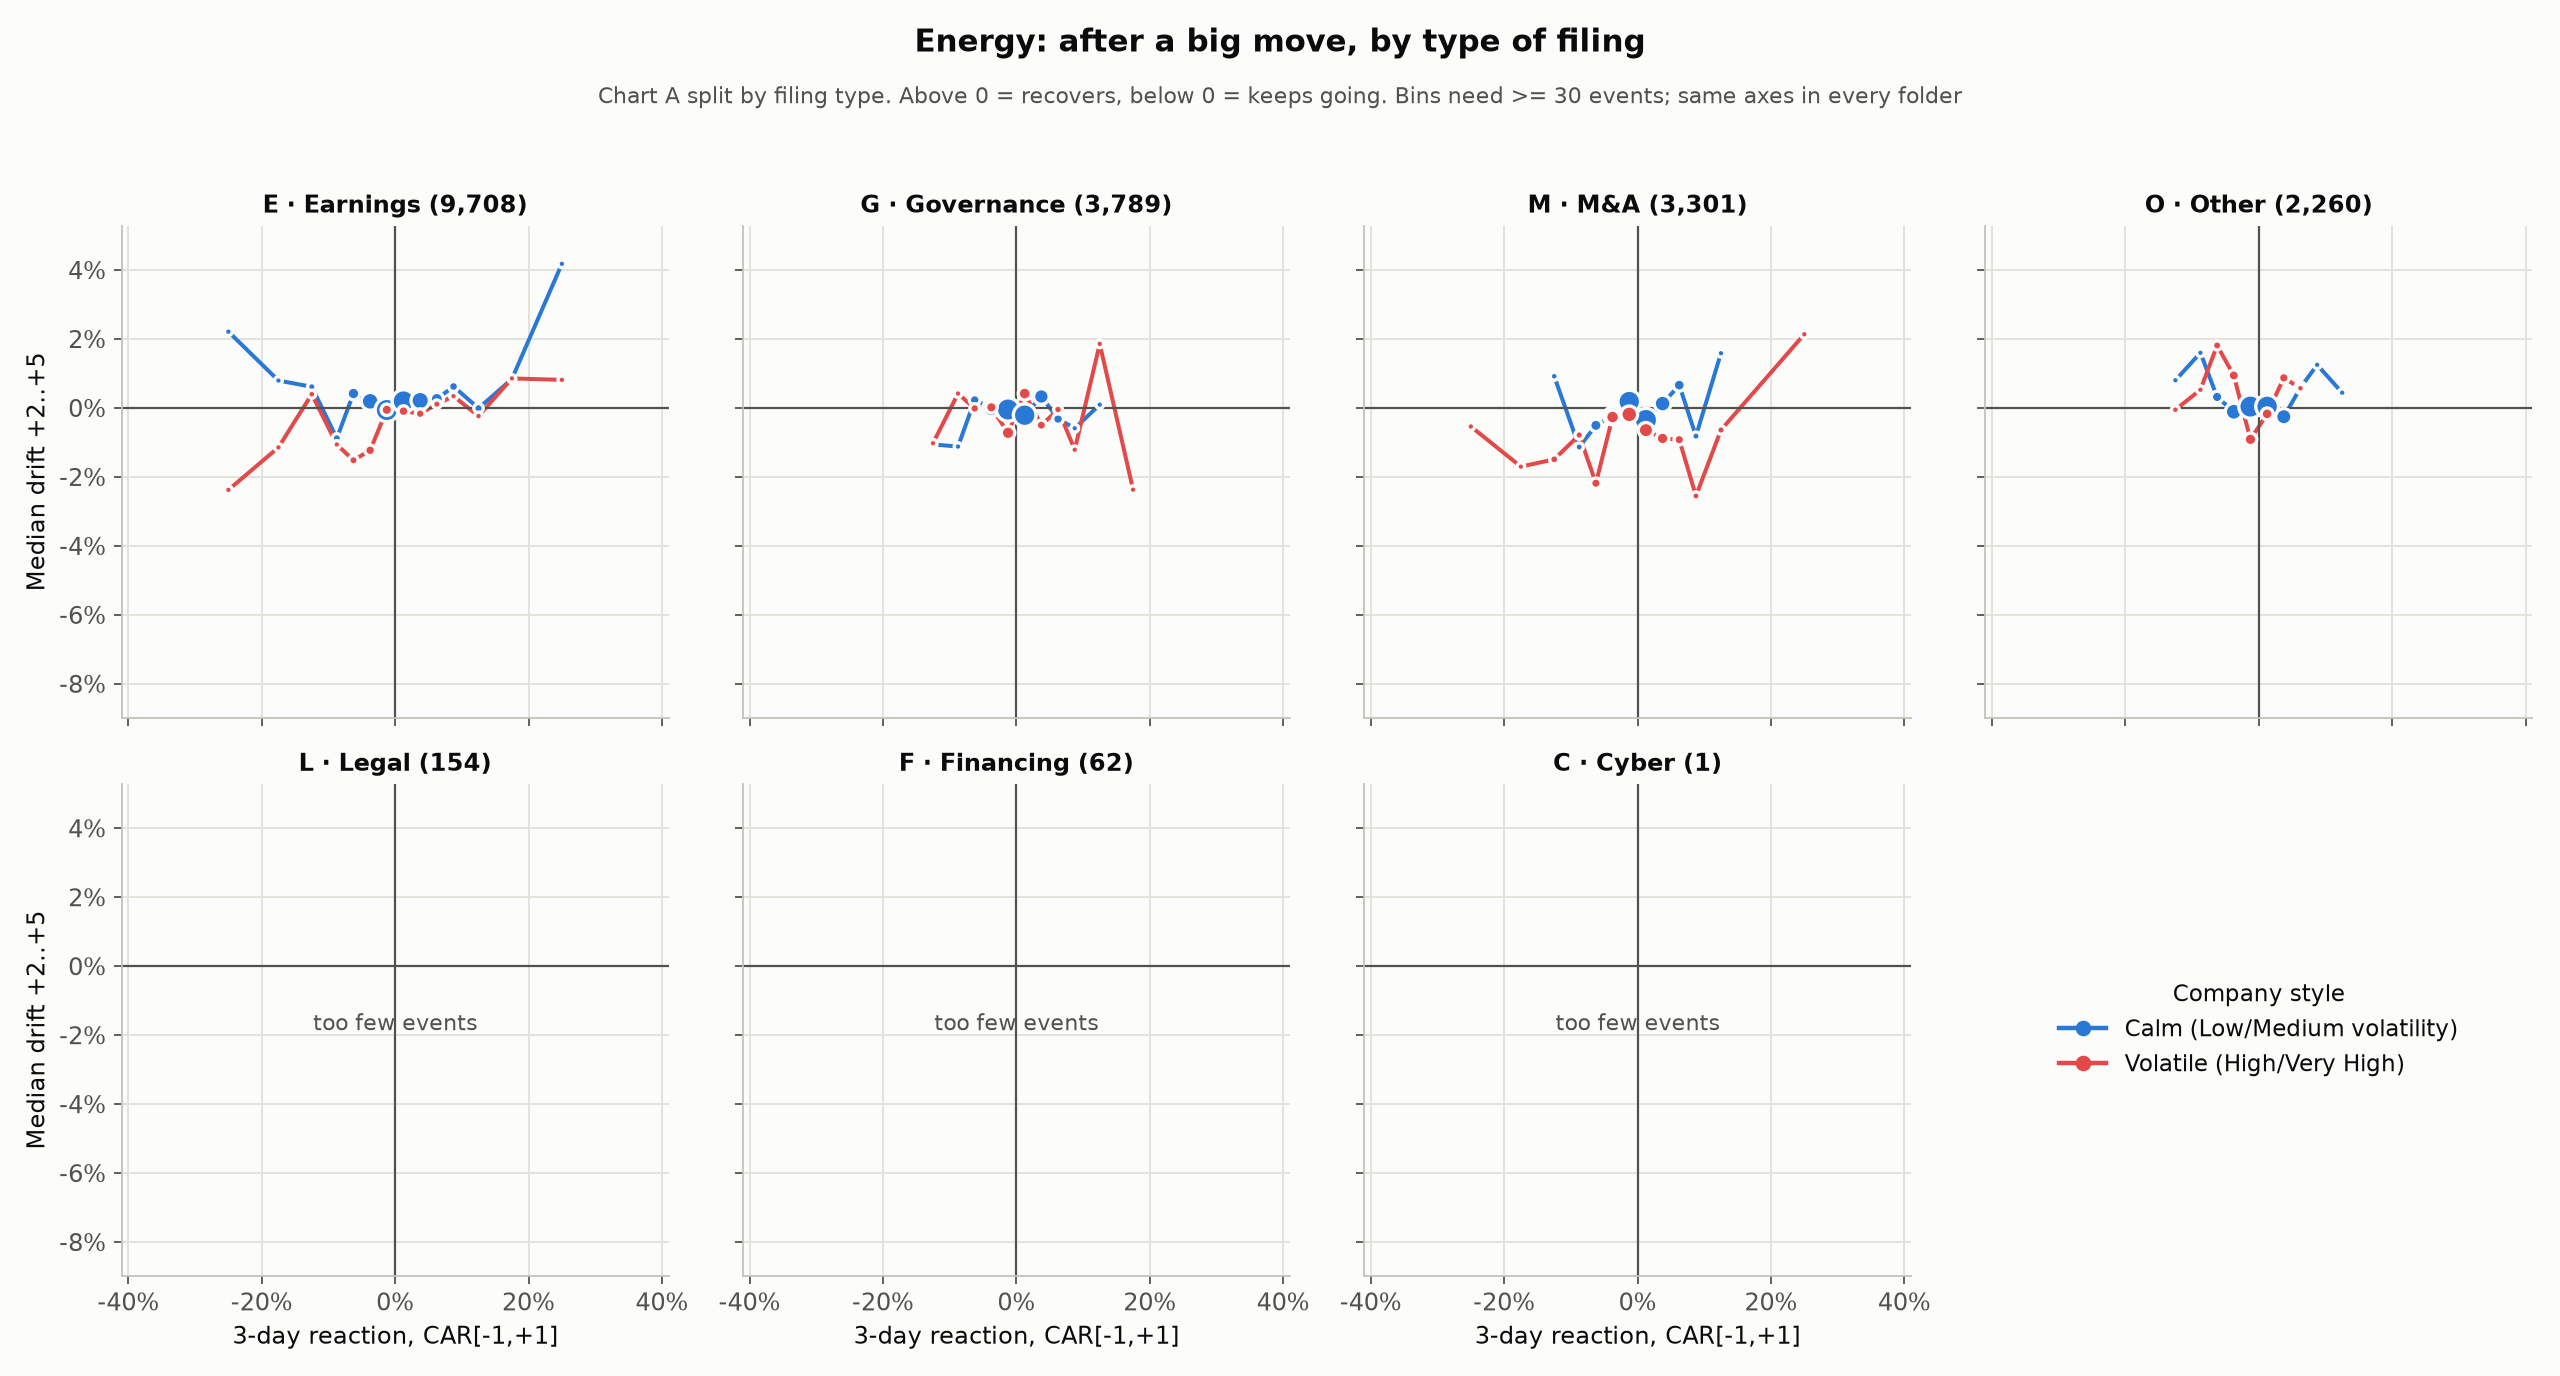 Energy: after a big move, by type of filing
Chart A split by filing type. Above 0 = recovers, below 0 = keeps going. Bins need >= 30 events; same axes in every folder
E · Earnings (9,708)
G · Governance (3,789)
M · M&A (3,301)
O · Other (2,260)
Median drift +2..+5
4%
2%
0%
-2%
-4%
-6%
-8%
L · Legal (154)
F · Financing (62)
C · Cyber (1)
Median drift +2..+5
4%
2%
0%
-2%
-4%
-6%
-8%
too few events
too few events
too few events
-40% -20% 0% 20% 40%
-40% -20% 0% 20% 40%
-40% -20% 0% 20% 40%
3-day reaction, CAR[-1,+1]
3-day reaction, CAR[-1,+1]
3-day reaction, CAR[-1,+1]
Company style
Calm (Low/Medium volatility)
Volatile (High/Very High)